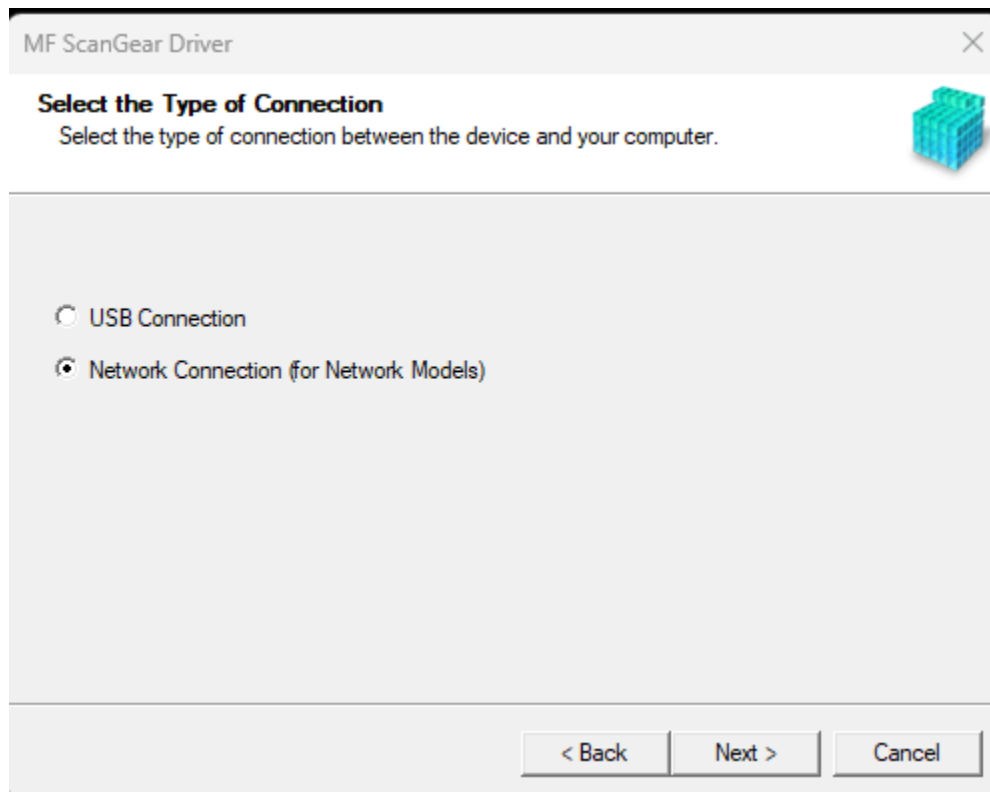 MF ScanGear Driver
Select the Type of Connection
Select the type of connection between the device and your computer.
USB Connection
Network Connection (for Network Models)
< Back
Next >
Cancel